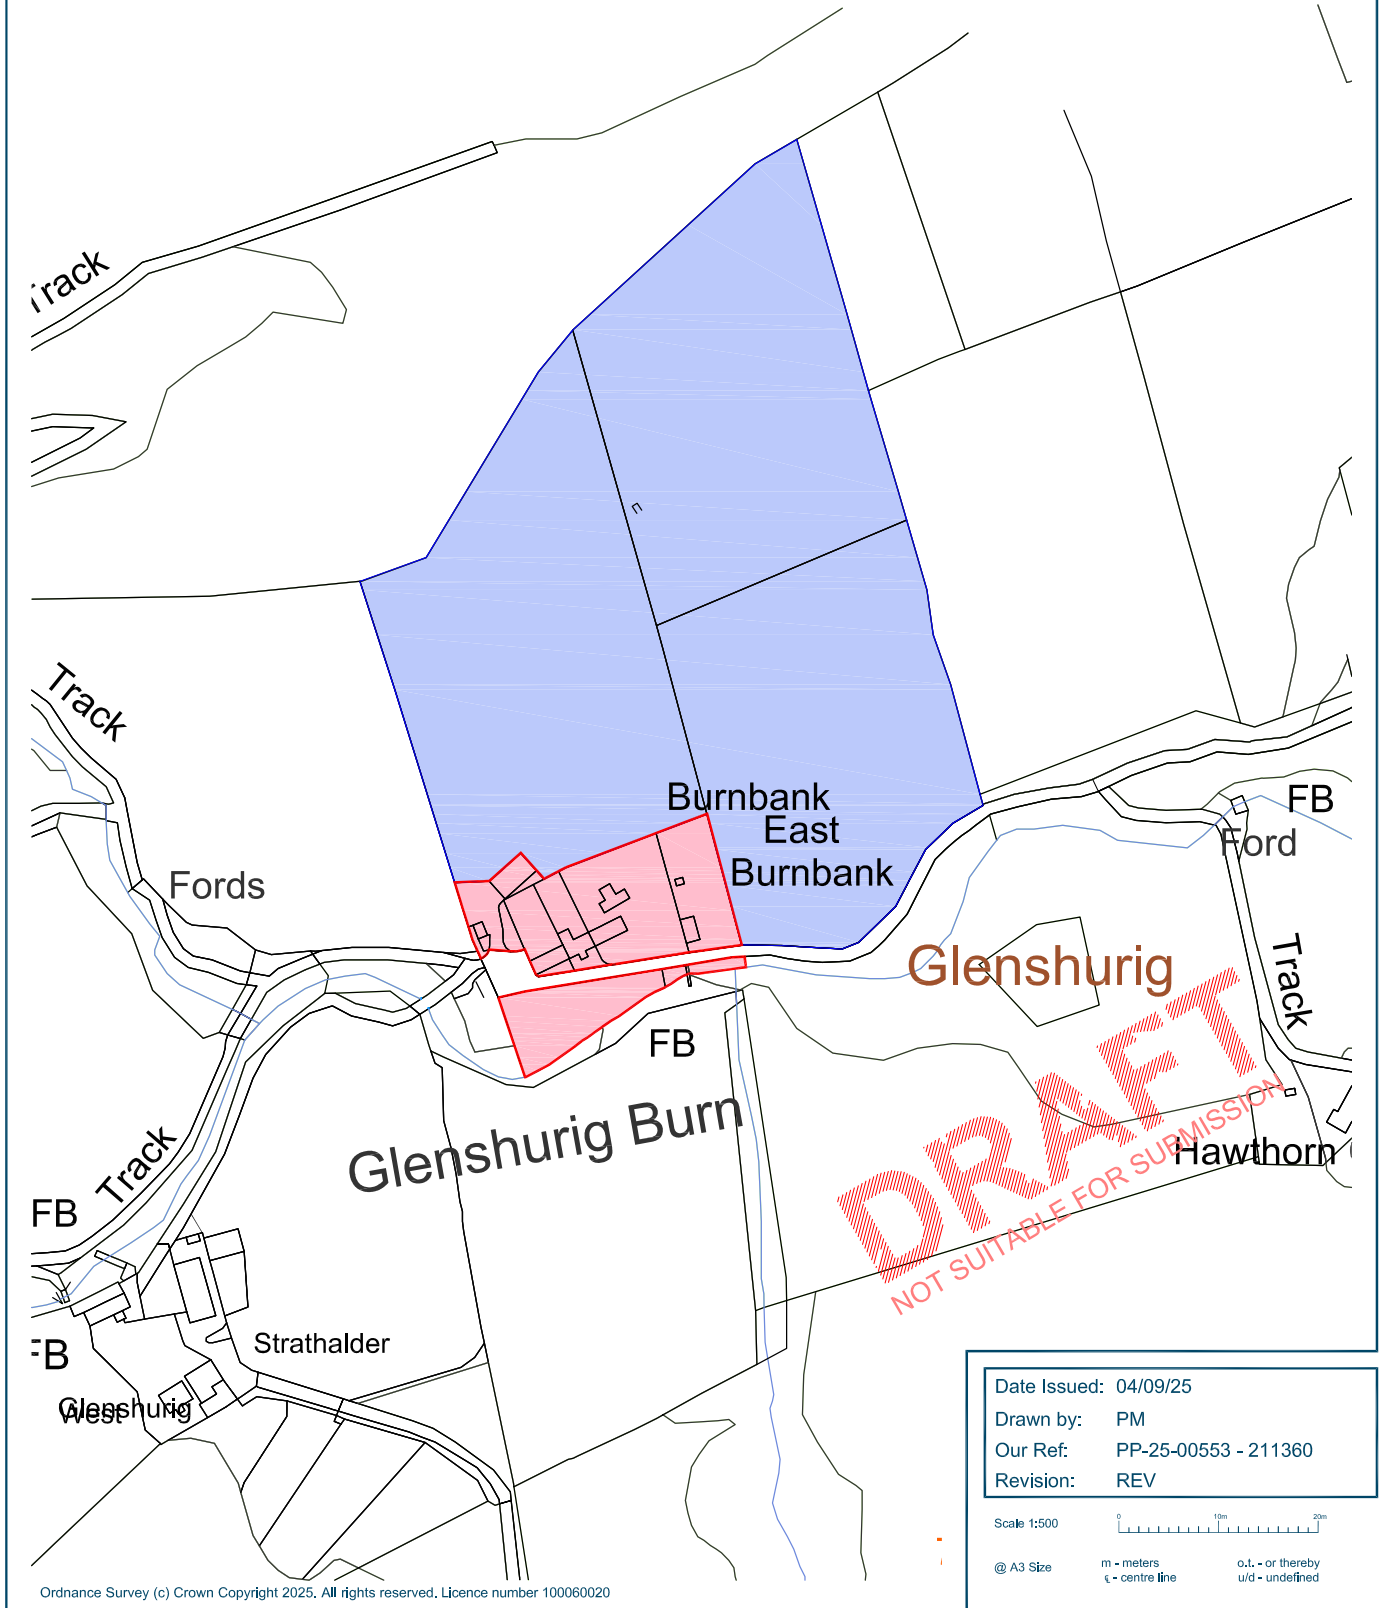 Track
Track
Burnbank
East
Burnbank
FB
Ford
Fords
Glenshurig
Track
FB
Glenshurig Burn
DRAFT
NOT SUITABLE FOR SUBMISSION
Hawthorn
Track
FB
Strathalder
FB
Glenshurig
West
Date Issued: 04/09/25
Drawn by: PM
Our Ref: PP-25-00553 - 211360
Revision: REV
Scale 1:500
0 10m 20m
@ A3 Size
m - meters
o.t. - or thereby
℄ - centre line
u/d - undefined
Ordnance Survey (c) Crown Copyright 2025. All rights reserved. Licence number 100060020